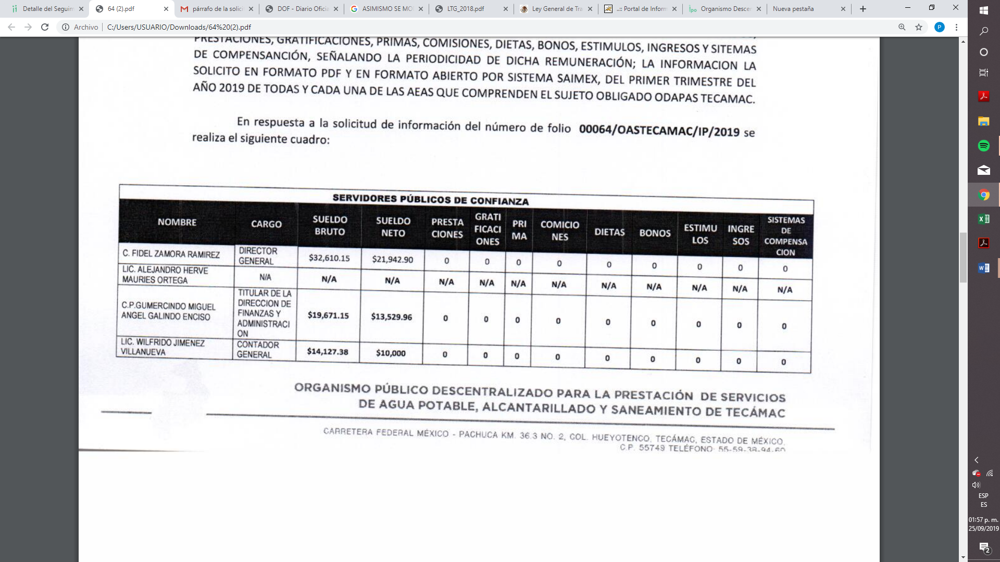 Detalle del Seguim
64 (2).pdf
párrafo de la solici
DOF - Diario Oficia
ASIMISMO SE MO
LTG_2018.pdf
Ley General de Tra
..:: Portal de Inform
Organismo Descen
Nueva pestaña
Archivo
C:/Users/USUARIO/Downloads/64%20(2).pdf
P
PRESTACIONES, GRATIFICACIONES, PRIMAS, COMISIONES, DIETAS, BONOS, ESTIMULOS, INGRESOS Y SITEMAS
DE COMPENSANCIÓN, SEÑALANDO LA PERIODICIDAD DE DICHA REMUNERACIÓN; LA INFORMACION LA
SOLICITO EN FORMATO PDF Y EN FORMATO ABIERTO POR SISTEMA SAIMEX, DEL PRIMER TRIMESTRE DEL
AÑO 2019 DE TODAS Y CADA UNA DE LAS AEAS QUE COMPRENDEN EL SUJETO OBLIGADO ODAPAS TECAMAC.
En respuesta a la solicitud de información del número de folio 00064/OASTECAMAC/IP/2019 se
realiza el siguiente cuadro:
SERVIDORES PÚBLICOS DE CONFIANZA
NOMBRE
CARGO
SUELDO
BRUTO
SUELDO
NETO
PRESTA
CIONES
GRATI
FICACI
ONES
PRI
MA
COMICIO
NES
DIETAS
BONOS
ESTIMU
LOS
INGRE
SOS
SISTEMAS
DE
COMPENSA
CION
C. FIDEL ZAMORA RAMIREZ
DIRECTOR
GENERAL
$32,610.15
$21,942.90
0
0
0
0
0
0
0
0
0
LIC. ALEJANDRO HERVE
MAURIES ORTEGA
N/A
N/A
N/A
N/A
N/A
N/A
N/A
N/A
N/A
N/A
N/A
N/A
C.P.GUMERCINDO MIGUEL
ANGEL GALINDO ENCISO
TITULAR DE LA
DIRECCION DE
FINANZAS Y
ADMINISTRACI
ON
$19,671.15
$13,529.96
0
0
0
0
0
0
0
0
0
LIC. WILFRIDO JIMENEZ
VILLANUEVA
CONTADOR
GENERAL
$14,127.38
$10,000
0
0
0
0
0
0
0
0
0
ORGANISMO PÚBLICO DESCENTRALIZADO PARA LA PRESTACIÓN DE SERVICIOS
DE AGUA POTABLE, ALCANTARILLADO Y SANEAMIENTO DE TECÁMAC
CARRETERA FEDERAL MÉXICO - PACHUCA KM. 36.3 NO. 2, COL. HUEYOTENCO, TECÁMAC, ESTADO DE MÉXICO,
C.P. 55749 TELÉFONO: 55-59-38-94-60
ESP
ES
01:57 p. m.
25/09/2019
2